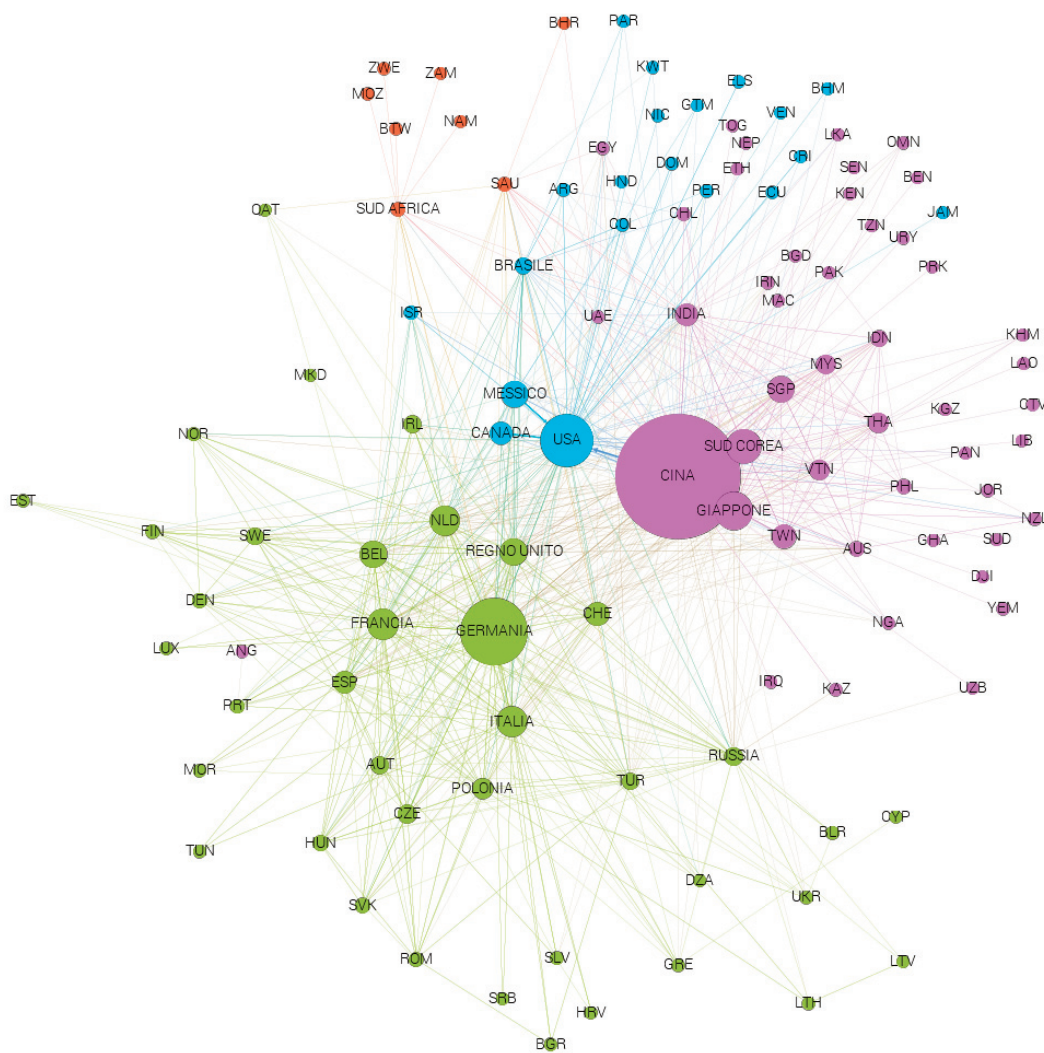 BHR
PAR
ZWE
ZAM
KWT
ELS
BHM
MOZ
NIC
GTM
VEN
BTW
NAM
TOG
LKA
NEP
OMN
EGY
DOM
ETH
CRI
SEN
BEN
SAU
ARG
HND
PER
ECU
KEN
SUD AFRICA
CHL
JAM
COL
TZN
URY
BRASILE
BGD
PAK
PRK
IRN
MAC
ISR
UAE
INDIA
IDN
KHM
MKD
MYS
LAO
MESSICO
SGP
CTV
KGZ
NOR
IRL
CANADA
USA
THA
SUD COREA
LIB
PAN
CINA
VTN
PHL
JOR
EST
GIAPPONE
NZL
FIN
SWE
NLD
TWN
GHA
SUD
BEL
REGNO UNITO
AUS
DJI
DEN
YEM
FRANCIA
GERMANIA
CHE
NGA
LUX
ANG
ESP
IRQ
KAZ
UZB
PRT
ITALIA
RUSSIA
MOR
AUT
TUR
POLONIA
CZE
CYP
BLR
TUN
HUN
DZA
UKR
SVK
ROM
SLV
GRE
LTV
SRB
HRV
LTH
BGR